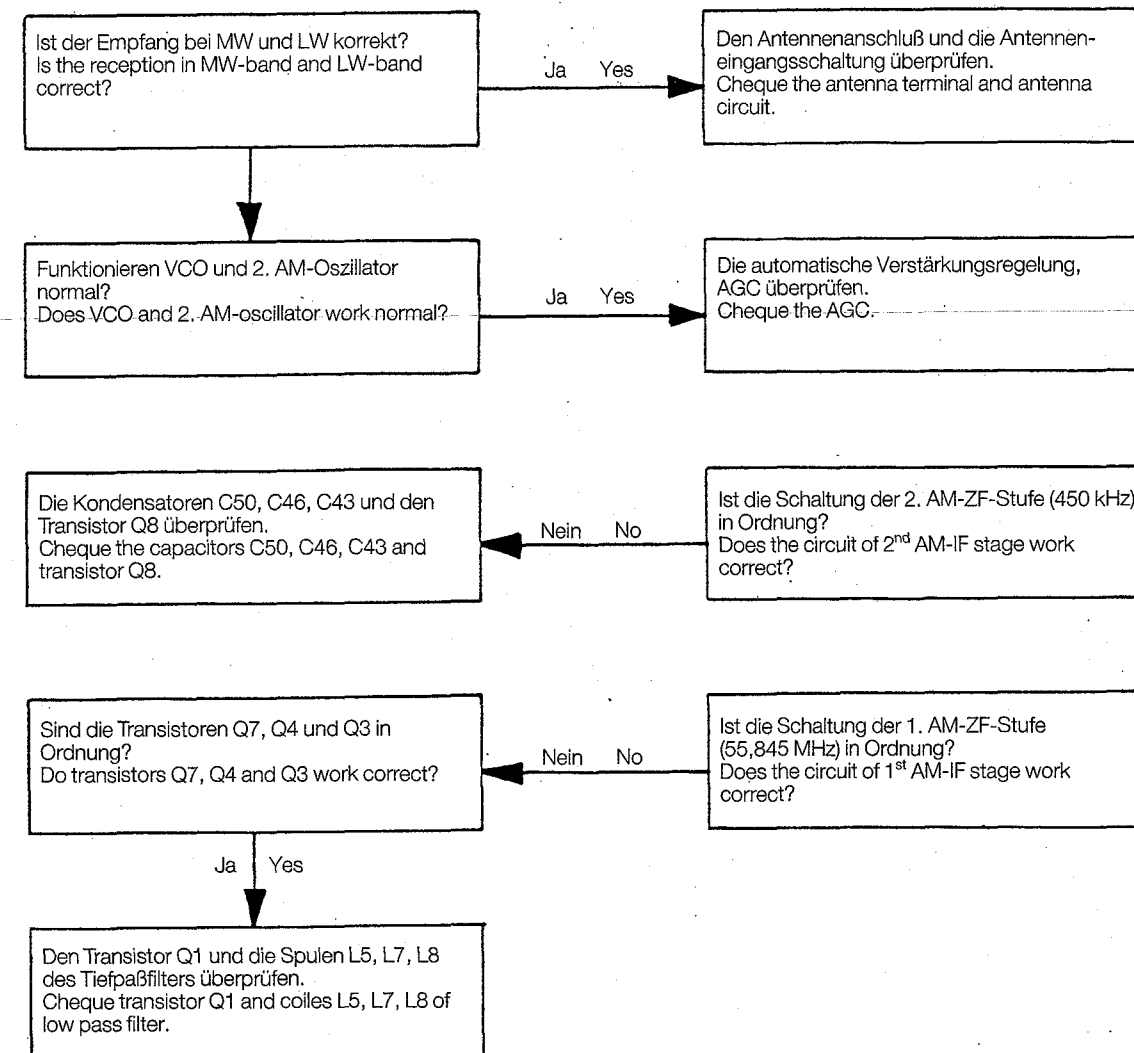 Ist der Empfang bei MW und LW korrekt?
Is the reception in MW-band and LW-band
correct?
Ja Yes
Den Antennenanschluß und die Antennen-
eingangsschaltung überprüfen.
Cheque the antenna terminal and antenna
circuit.
Funktionieren VCO und 2. AM-Oszillator
normal?
Does VCO and 2. AM-oscillator work normal?
Ja Yes
Die automatische Verstärkungsregelung,
AGC überprüfen.
Cheque the AGC.
Die Kondensatoren C50, C46, C43 und den
Transistor Q8 überprüfen.
Cheque the capacitors C50, C46, C43 and
transistor Q8.
Nein No
Ist die Schaltung der 2. AM-ZF-Stufe (450 kHz)
in Ordnung?
Does the circuit of 2nd AM-IF stage work
correct?
Sind die Transistoren Q7, Q4 und Q3 in
Ordnung?
Do transistors Q7, Q4 and Q3 work correct?
Nein No
Ist die Schaltung der 1. AM-ZF-Stufe
(55,845 MHz) in Ordnung?
Does the circuit of 1st AM-IF stage work
correct?
Ja Yes
Den Transistor Q1 und die Spulen L5, L7, L8
des Tiefpaßfilters überprüfen.
Cheque transistor Q1 and coiles L5, L7, L8 of
low pass filter.